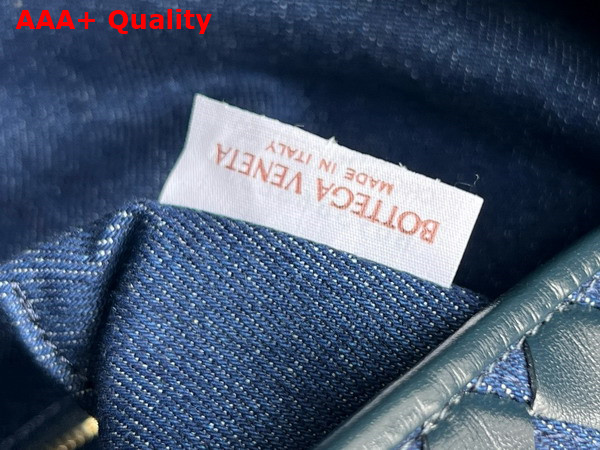 AAA+ Quality
BOTTEGA VENETA
MADE IN ITALY